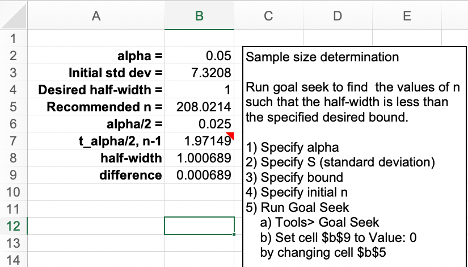 A B C D E
1
2 alpha = 0.05 Sample size determination
3 Initial std dev = 7.3208
4 Desired half-width = 1 Run goal seek to find the values of n
5 Recommended n = 208.0214 such that the half-width is less than
6 alpha/2 = 0.025 the specified desired bound.
7 t_alpha/2, n-1 1.97149
8 half-width 1.000689 1) Specify alpha
9 difference 0.000689 2) Specify S (standard deviation)
10 3) Specify bound
11 4) Specify initial n
12 5) Run Goal Seek
13 a) Tools> Goal Seek
14 b) Set cell $b$9 to Value: 0
by changing cell $b$5